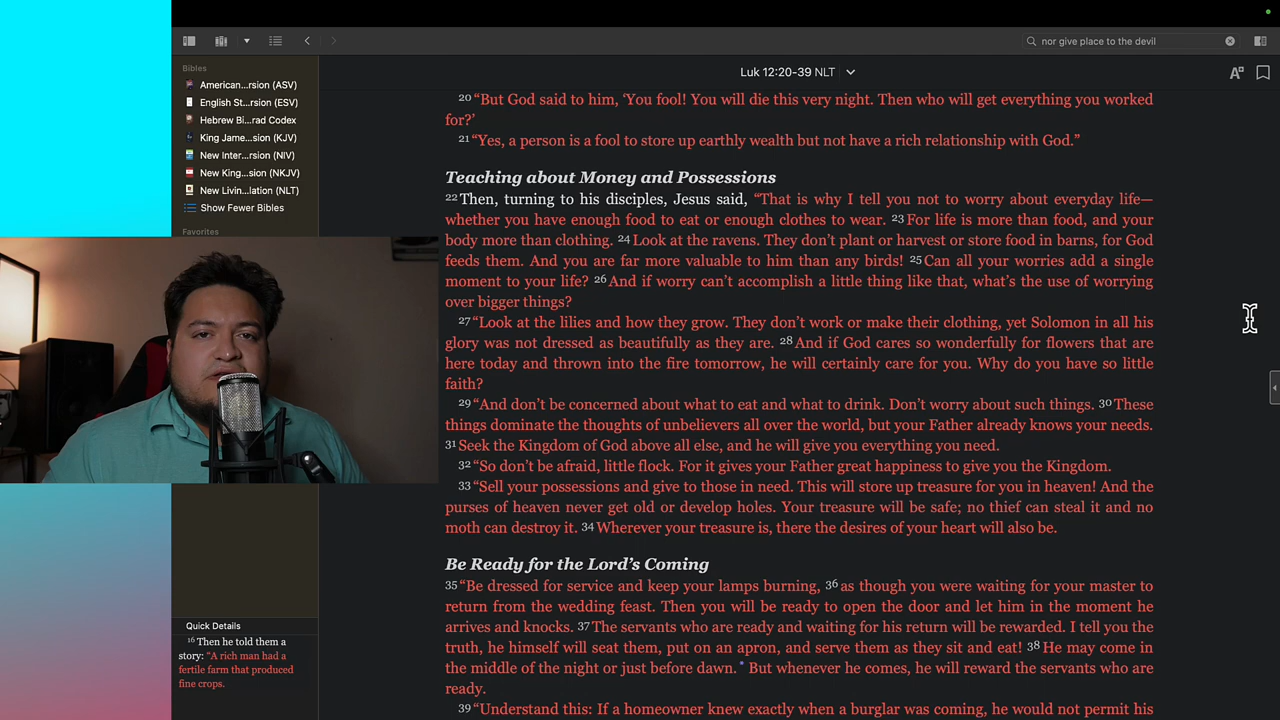 nor give place to the devil
Bibles
American...rsion (ASV)
English St...rsion (ESV)
Hebrew Bi...rad Codex
King Jame...sion (KJV)
New Inter...rsion (NIV)
New King...sion (NKJV)
New Livin...lation (NLT)
Show Fewer Bibles
Favorites
Quick Details
16 Then he told them a
story: “A rich man had a
fertile farm that produced
fine crops.
Luk 12:20-39 NLT
20 “But God said to him, ‘You fool! You will die this very night. Then who will get everything you worked
for?’
21 “Yes, a person is a fool to store up earthly wealth but not have a rich relationship with God.”
Teaching about Money and Possessions
22 Then, turning to his disciples, Jesus said, “That is why I tell you not to worry about everyday life—
whether you have enough food to eat or enough clothes to wear. 23 For life is more than food, and your
body more than clothing. 24 Look at the ravens. They don’t plant or harvest or store food in barns, for God
feeds them. And you are far more valuable to him than any birds! 25 Can all your worries add a single
moment to your life? 26 And if worry can’t accomplish a little thing like that, what’s the use of worrying
over bigger things?
27 “Look at the lilies and how they grow. They don’t work or make their clothing, yet Solomon in all his
glory was not dressed as beautifully as they are. 28 And if God cares so wonderfully for flowers that are
here today and thrown into the fire tomorrow, he will certainly care for you. Why do you have so little
faith?
29 “And don’t be concerned about what to eat and what to drink. Don’t worry about such things. 30 These
things dominate the thoughts of unbelievers all over the world, but your Father already knows your needs.
31 Seek the Kingdom of God above all else, and he will give you everything you need.
32 “So don’t be afraid, little flock. For it gives your Father great happiness to give you the Kingdom.
33 “Sell your possessions and give to those in need. This will store up treasure for you in heaven! And the
purses of heaven never get old or develop holes. Your treasure will be safe; no thief can steal it and no
moth can destroy it. 34 Wherever your treasure is, there the desires of your heart will also be.
Be Ready for the Lord’s Coming
35 “Be dressed for service and keep your lamps burning, 36 as though you were waiting for your master to
return from the wedding feast. Then you will be ready to open the door and let him in the moment he
arrives and knocks. 37 The servants who are ready and waiting for his return will be rewarded. I tell you the
truth, he himself will seat them, put on an apron, and serve them as they sit and eat! 38 He may come in
the middle of the night or just before dawn. * But whenever he comes, he will reward the servants who are
ready.
39 “Understand this: If a homeowner knew exactly when a burglar was coming, he would not permit his